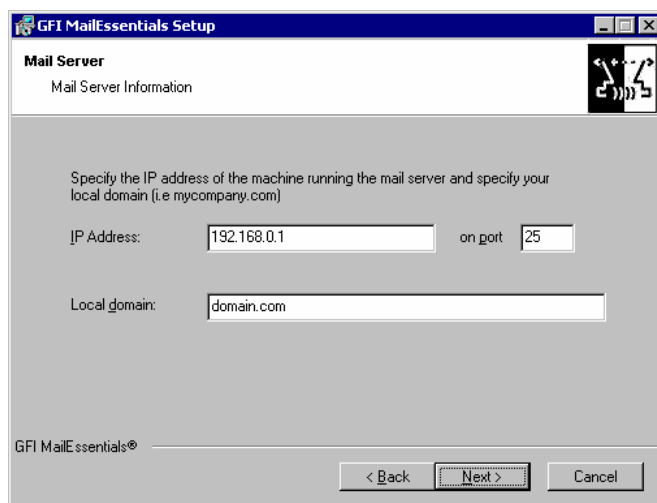 GFI MailEssentials Setup
Mail Server
Mail Server Information
Specify the IP address of the machine running the mail server and specify your
local domain (i.e mycompany.com)
IP Address: 192.168.0.1 on port 25
Local domain: domain.com
GFI MailEssentials®
< Back Next > Cancel